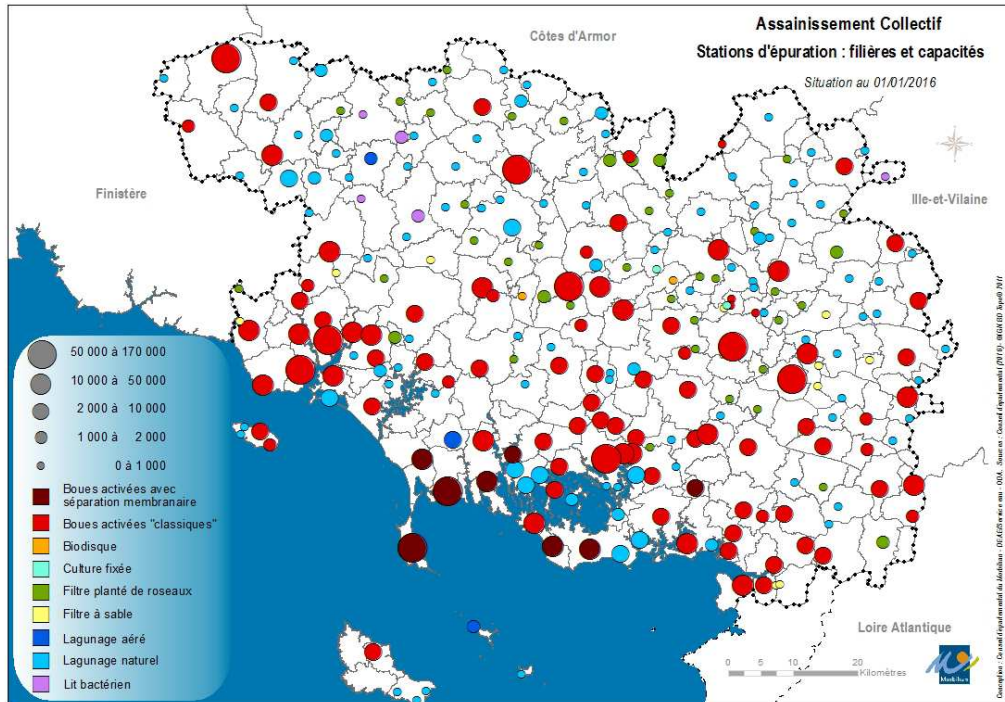 Assainissement Collectif
Stations d'épuration : filières et capacités
Situation au 01/01/2016
Côtes d'Armor
Finistère
Ille-et-Vilaine
Loire Atlantique
50 000 à 170 000
10 000 à 50 000
2 000 à 10 000
1 000 à 2 000
0 à 1 000
Boues activées avec
séparation membranaire
Boues activées "classiques"
Biodisque
Culture fixée
Filtre planté de roseaux
Filtre à sable
Lagunage aéré
Lagunage naturel
Lit bactérien
0 5 10 20
Kilomètres
Morbihan